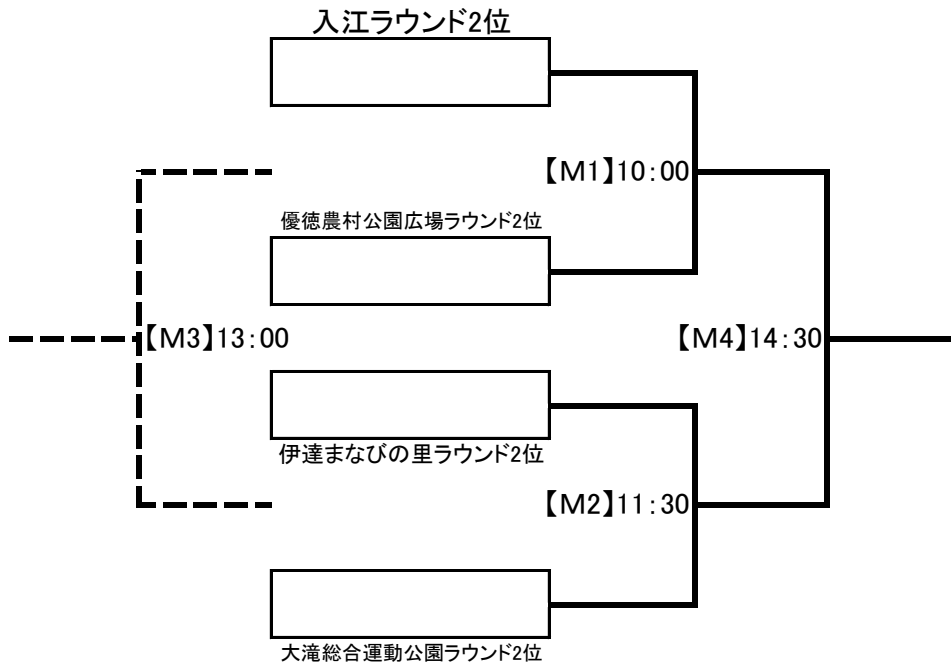 入江ラウンド2位
【M1】10:00
優徳農村公園広場ラウンド2位
【M3】13:00
【M4】14:30
伊達まなびの里ラウンド2位
【M2】11:30
大滝総合運動公園ラウンド2位